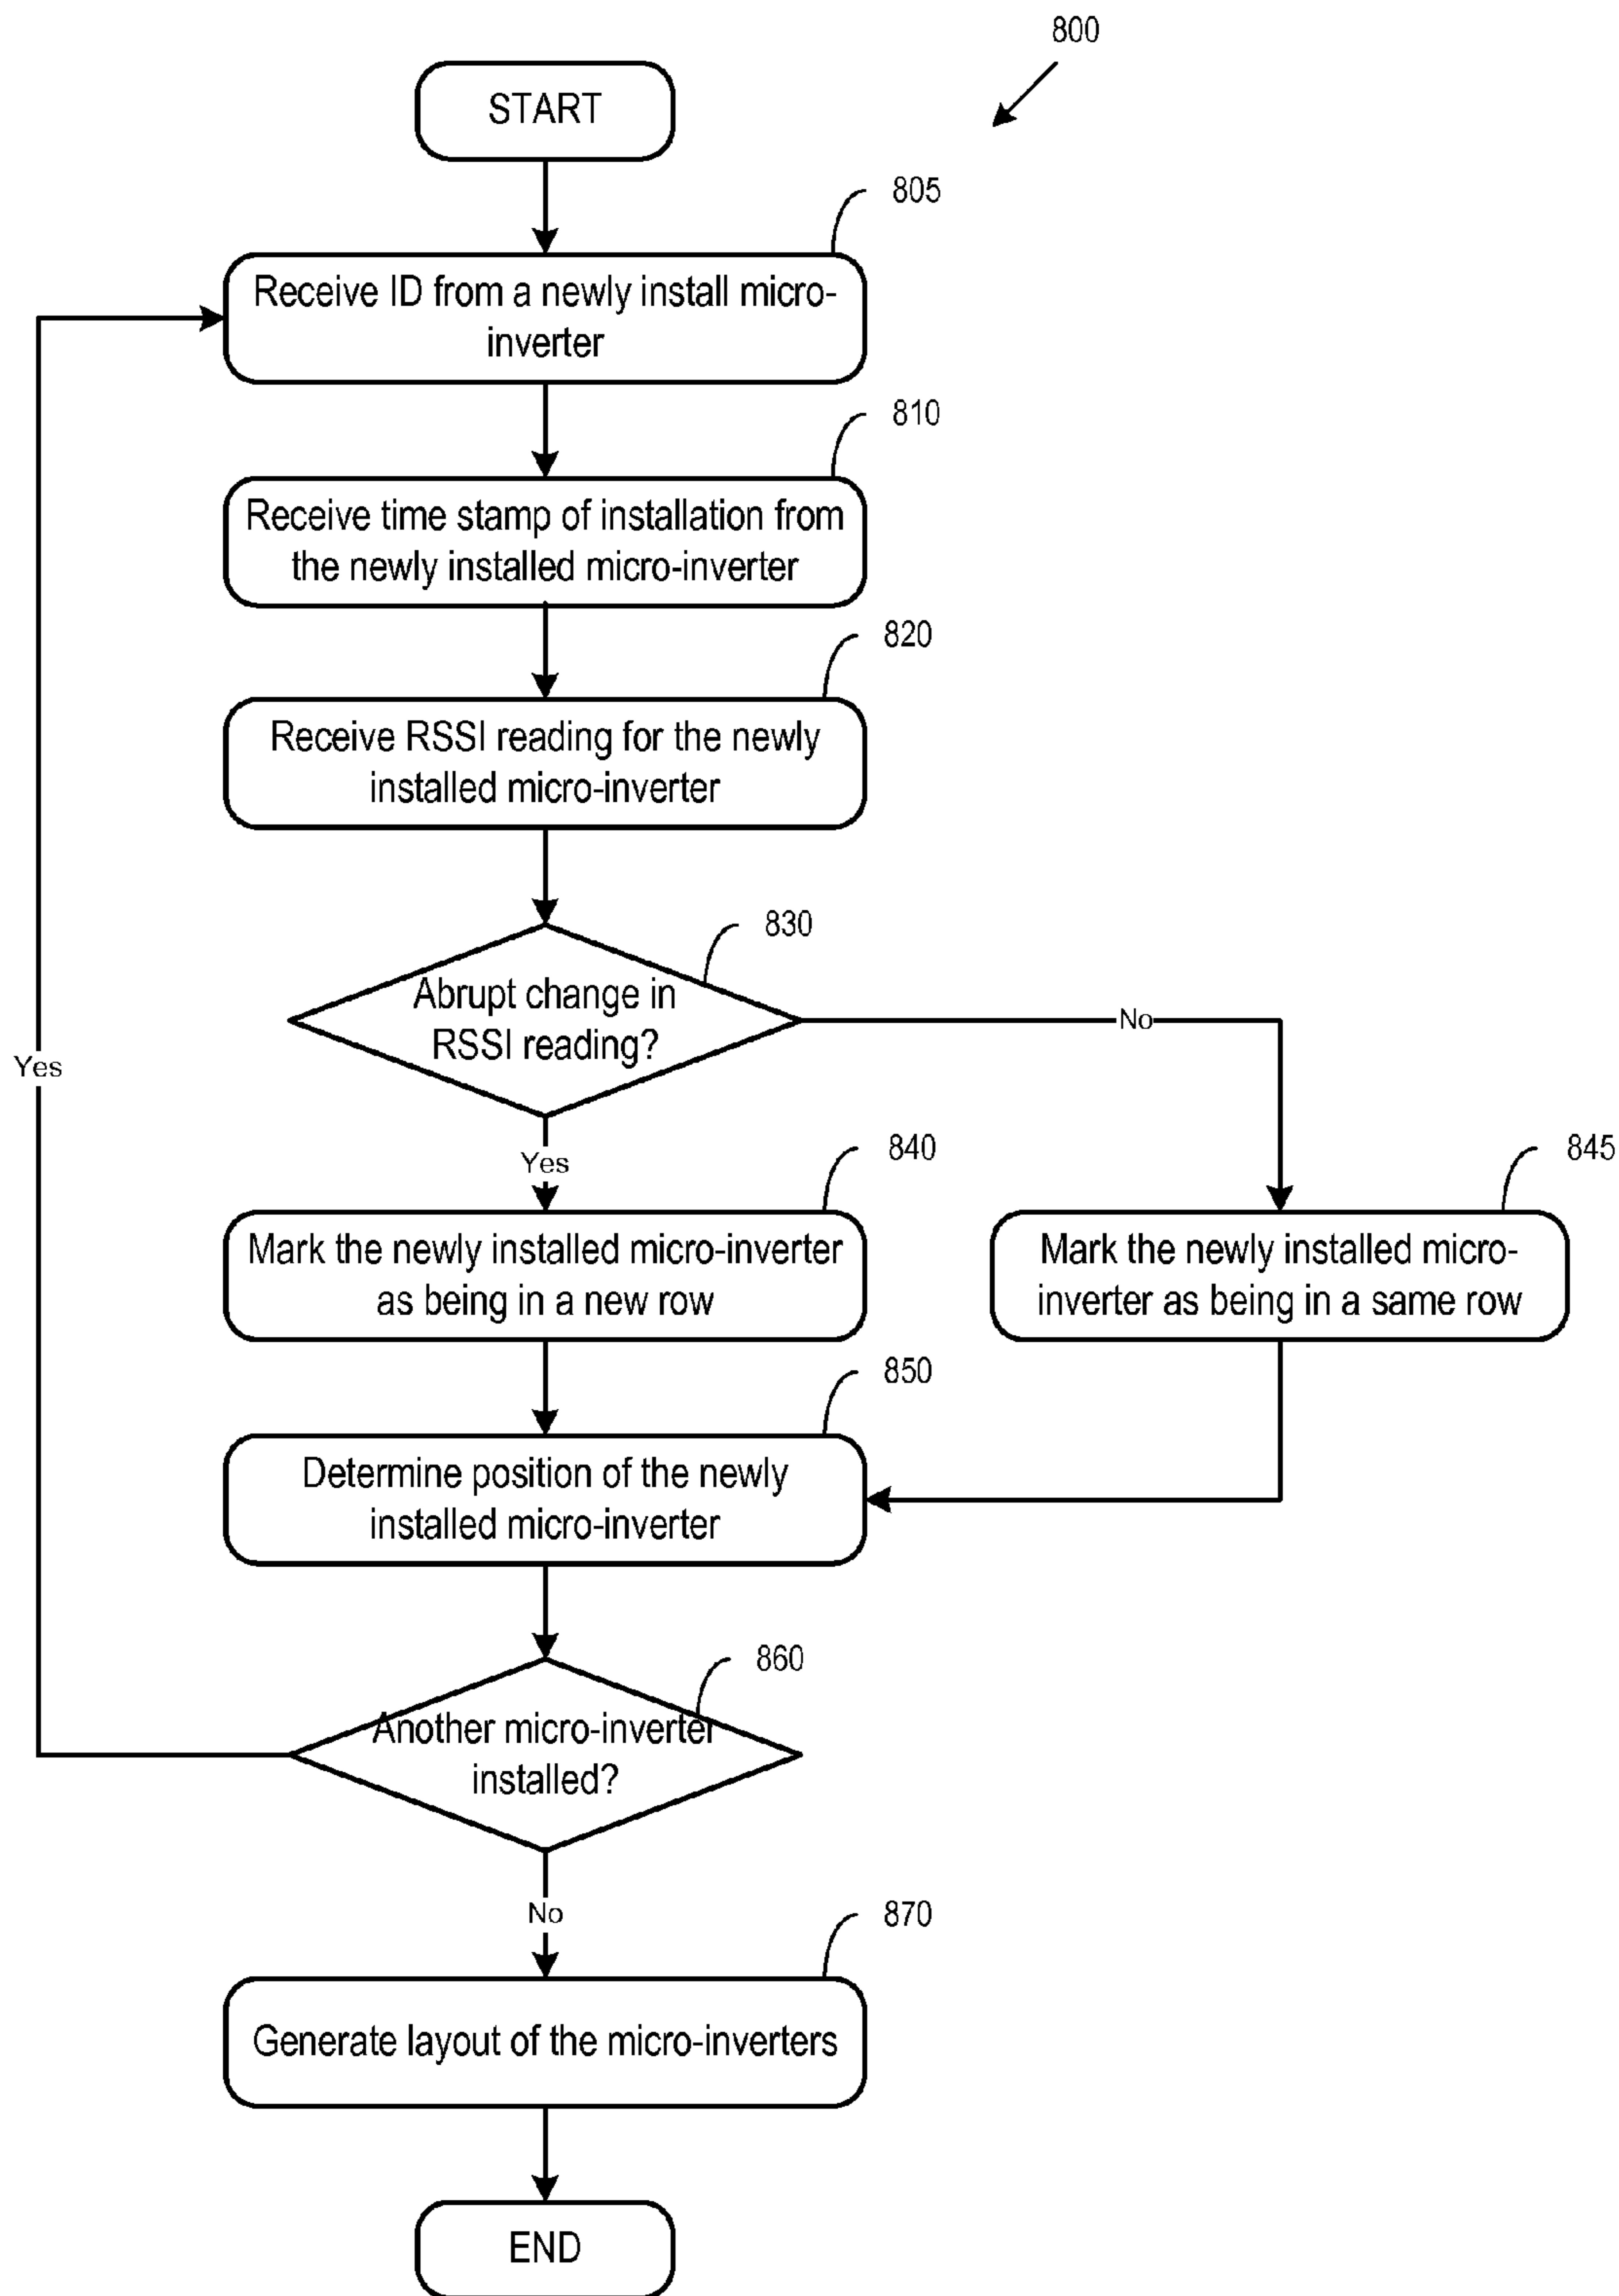 800
START
805
Receive ID from a newly install micro-
inverter
810
Receive time stamp of installation from
the newly installed micro-inverter
820
Receive RSSI reading for the newly
installed micro-inverter
830
Abrupt change in
RSSI reading?
No
Yes
Yes
840
Mark the newly installed micro-inverter
as being in a new row
845
Mark the newly installed micro-
inverter as being in a same row
850
Determine position of the newly
installed micro-inverter
860
Another micro-inverter
installed?
No
870
Generate layout of the micro-inverters
END